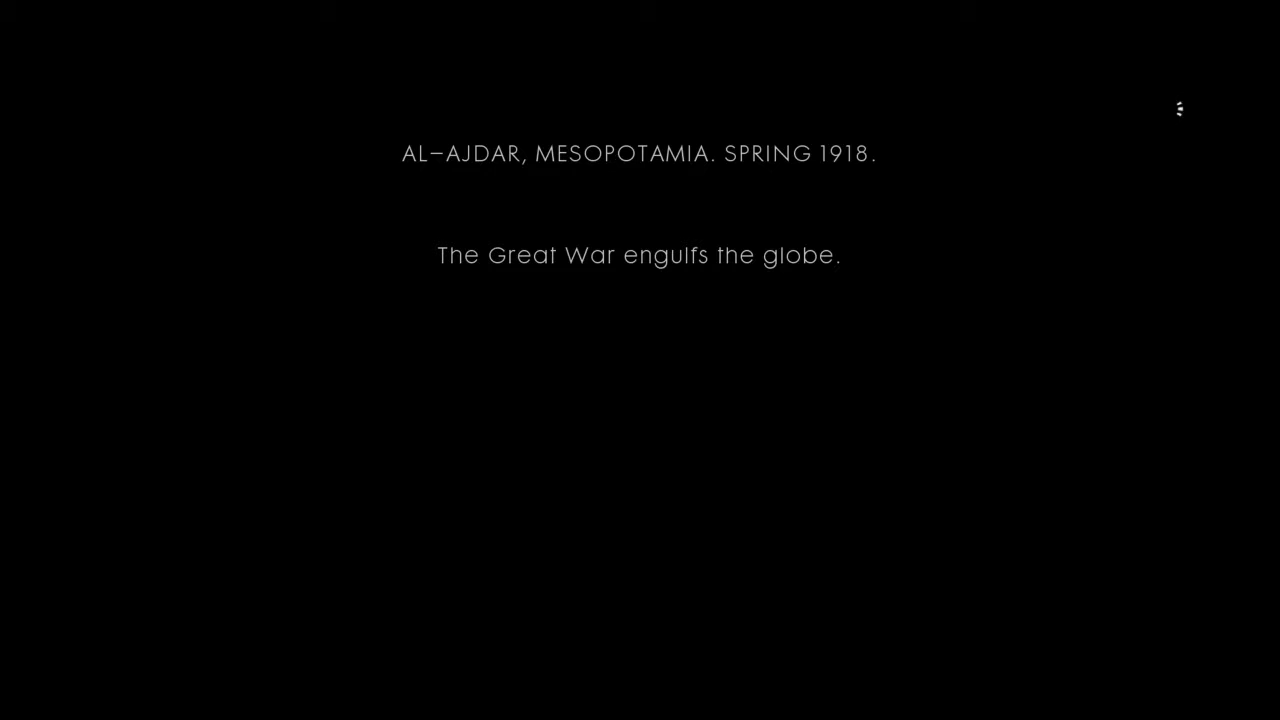 AL–AJDAR, MESOPOTAMIA. SPRING 1918.
The Great War engulfs the globe.